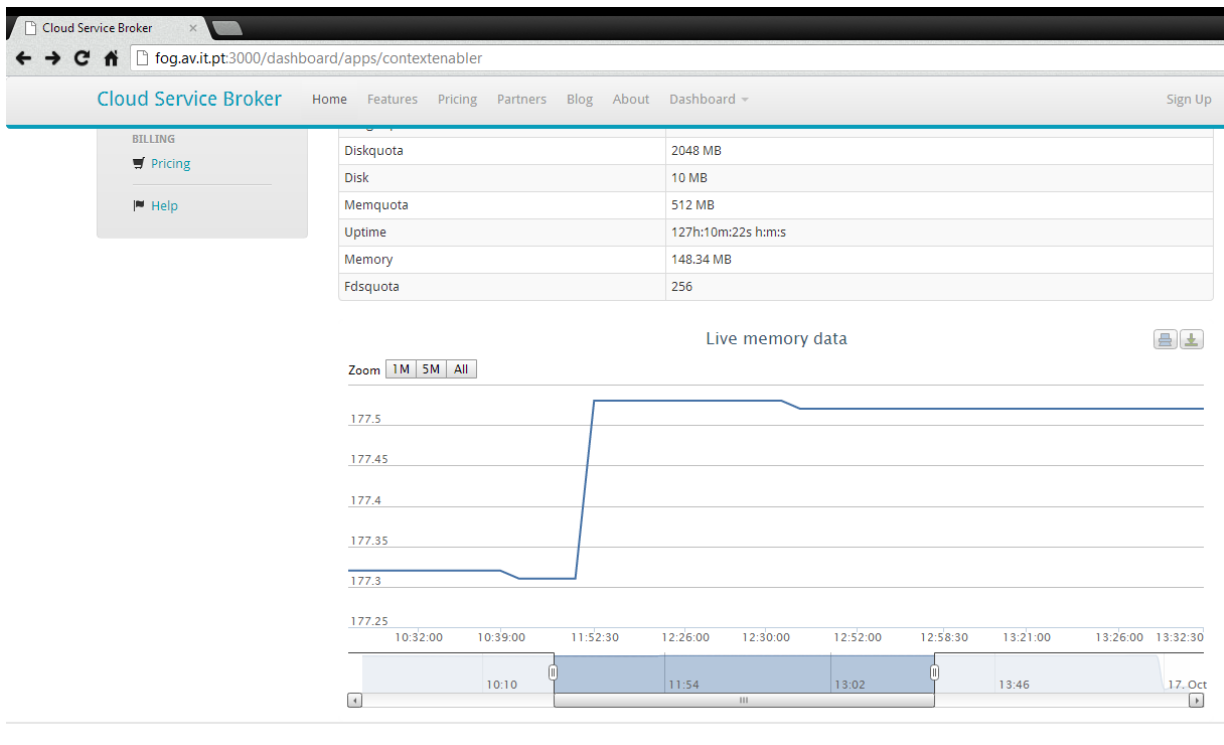 Cloud Service Broker ×
fog.av.it.pt:3000/dashboard/apps/contextenabler
Cloud Service Broker Home Features Pricing Partners Blog About Dashboard Sign Up
BILLING
Pricing
Help
Diskquota 2048 MB
Disk 10 MB
Memquota 512 MB
Uptime 127h:10m:22s h:m:s
Memory 148.34 MB
Fdsquota 256
Live memory data
Zoom 1M 5M All
177.5
177.45
177.4
177.35
177.3
177.25
10:32:00 10:39:00 11:52:30 12:26:00 12:30:00 12:52:00 12:58:30 13:21:00 13:26:00 13:32:30
10:10 11:54 13:02 13:46 17. Oct